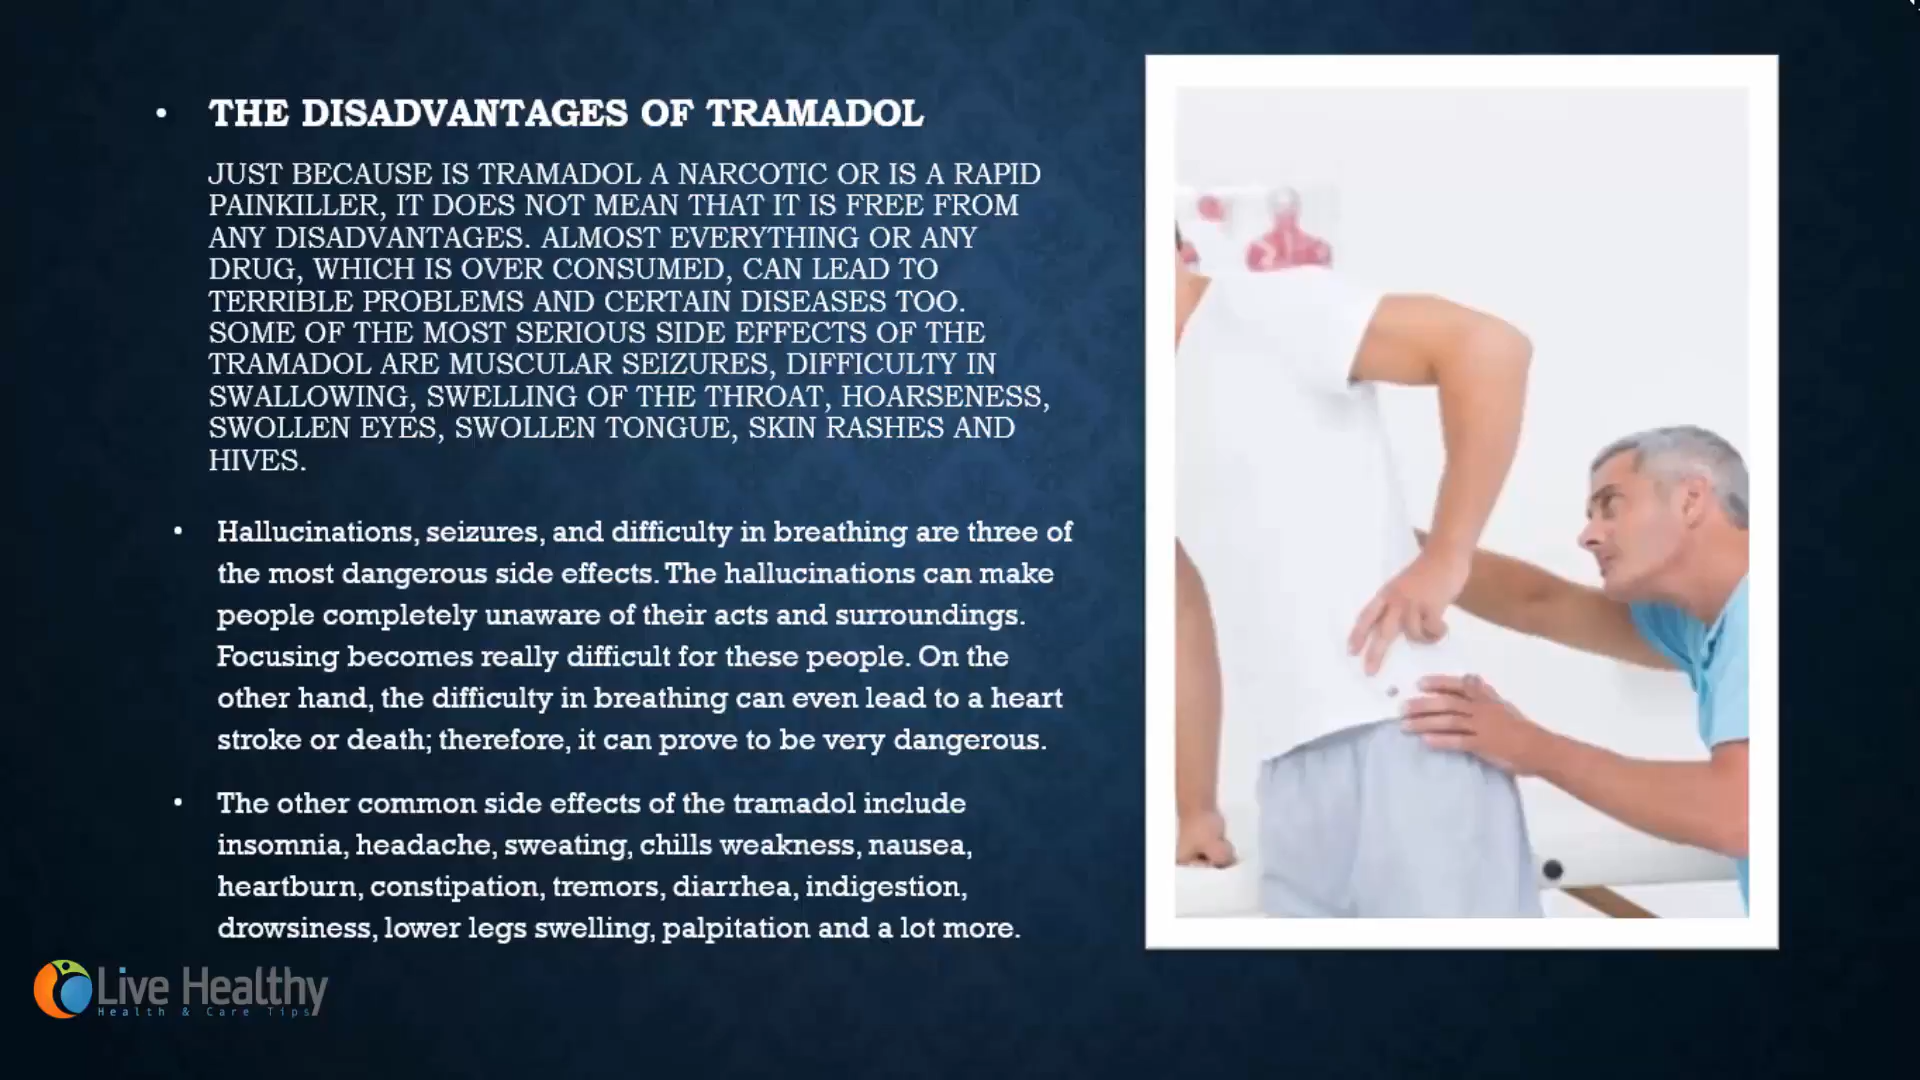 • THE DISADVANTAGES OF TRAMADOL
JUST BECAUSE IS TRAMADOL A NARCOTIC OR IS A RAPID
PAINKILLER, IT DOES NOT MEAN THAT IT IS FREE FROM
ANY DISADVANTAGES. ALMOST EVERYTHING OR ANY
DRUG, WHICH IS OVER CONSUMED, CAN LEAD TO
TERRIBLE PROBLEMS AND CERTAIN DISEASES TOO.
SOME OF THE MOST SERIOUS SIDE EFFECTS OF THE
TRAMADOL ARE MUSCULAR SEIZURES, DIFFICULTY IN
SWALLOWING, SWELLING OF THE THROAT, HOARSENESS,
SWOLLEN EYES, SWOLLEN TONGUE, SKIN RASHES AND
HIVES.
• Hallucinations, seizures, and difficulty in breathing are three of
the most dangerous side effects. The hallucinations can make
people completely unaware of their acts and surroundings.
Focusing becomes really difficult for these people. On the
other hand, the difficulty in breathing can even lead to a heart
stroke or death; therefore, it can prove to be very dangerous.
• The other common side effects of the tramadol include
insomnia, headache, sweating, chills weakness, nausea,
heartburn, constipation, tremors, diarrhea, indigestion,
drowsiness, lower legs swelling, palpitation and a lot more.
Live Healthy
Health & Care Tips